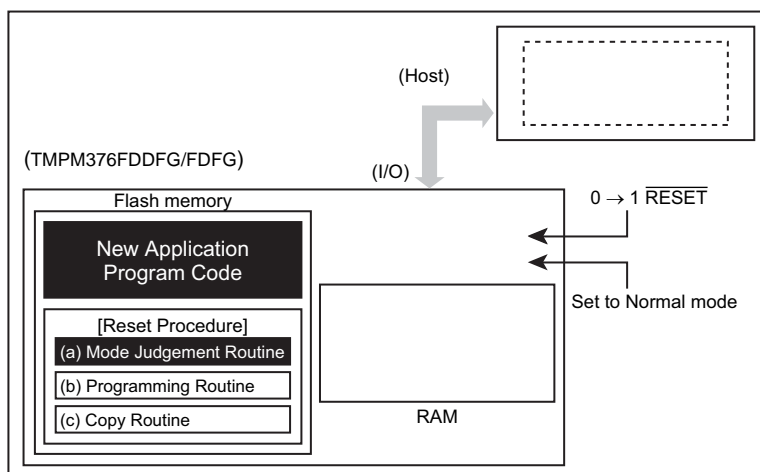 (Host)
(TMPM376FDDFG/FDFG)
(I/O)
0 → 1 RESET
Flash memory
New Application
Program Code
Set to Normal mode
[Reset Procedure]
(a) Mode Judgement Routine
(b) Programming Routine
(c) Copy Routine
RAM